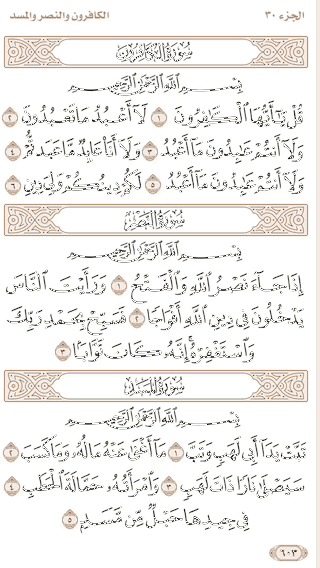 الجزء ٣٠
الكافرون والنصر والمسد
سُورَةُ الكَافِرُونَ
بِسْمِ اللَّهِ الرَّحْمَٰنِ الرَّحِيمِ
قُلْ يَٰٓأَيُّهَا ٱلْكَٰفِرُونَ ١ لَآ أَعْبُدُ مَا تَعْبُدُونَ ٢
وَلَآ أَنتُمْ عَٰبِدُونَ مَآ أَعْبُدُ ٣ وَلَآ أَنَا۠ عَابِدٌ مَّا عَبَدتُّمْ ٤
وَلَآ أَنتُمْ عَٰبِدُونَ مَآ أَعْبُدُ ٥ لَكُمْ دِينُكُمْ وَلِىَ دِينِ ٦
سُورَةُ النَّصْرِ
بِسْمِ اللَّهِ الرَّحْمَٰنِ الرَّحِيمِ
إِذَا جَآءَ نَصْرُ ٱللَّهِ وَٱلْفَتْحُ ١ وَرَأَيْتَ ٱلنَّاسَ
يَدْخُلُونَ فِى دِينِ ٱللَّهِ أَفْوَاجًا ٢ فَسَبِّحْ بِحَمْدِ رَبِّكَ
وَٱسْتَغْفِرْهُ إِنَّهُۥ كَانَ تَوَّابًۢا ٣
سُورَةُ المَسَدِ
بِسْمِ اللَّهِ الرَّحْمَٰنِ الرَّحِيمِ
تَبَّتْ يَدَآ أَبِى لَهَبٍ وَتَبَّ ١ مَآ أَغْنَىٰ عَنْهُ مَالُهُۥ وَمَا كَسَبَ ٢
سَيَصْلَىٰ نَارًا ذَاتَ لَهَبٍ ٣ وَٱمْرَأَتُهُۥ حَمَّالَةَ ٱلْحَطَبِ ٤
فِى جِيدِهَا حَبْلٌ مِّن مَّسَدٍۭ ٥
٦٠٣